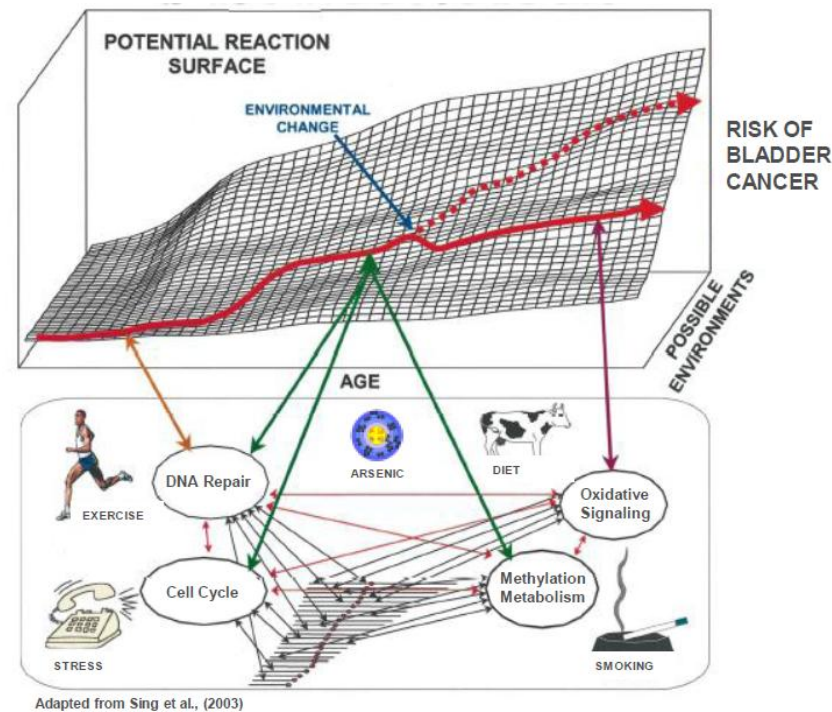 POTENTIAL REACTION
SURFACE
ENVIRONMENTAL
CHANGE
RISK OF
BLADDER
CANCER
POSSIBLE
ENVIRONMENTS
AGE
EXERCISE
DNA Repair
ARSENIC
DIET
Oxidative
Signaling
Cell Cycle
Methylation
Metabolism
STRESS
SMOKING
Adapted from Sing et al., (2003)